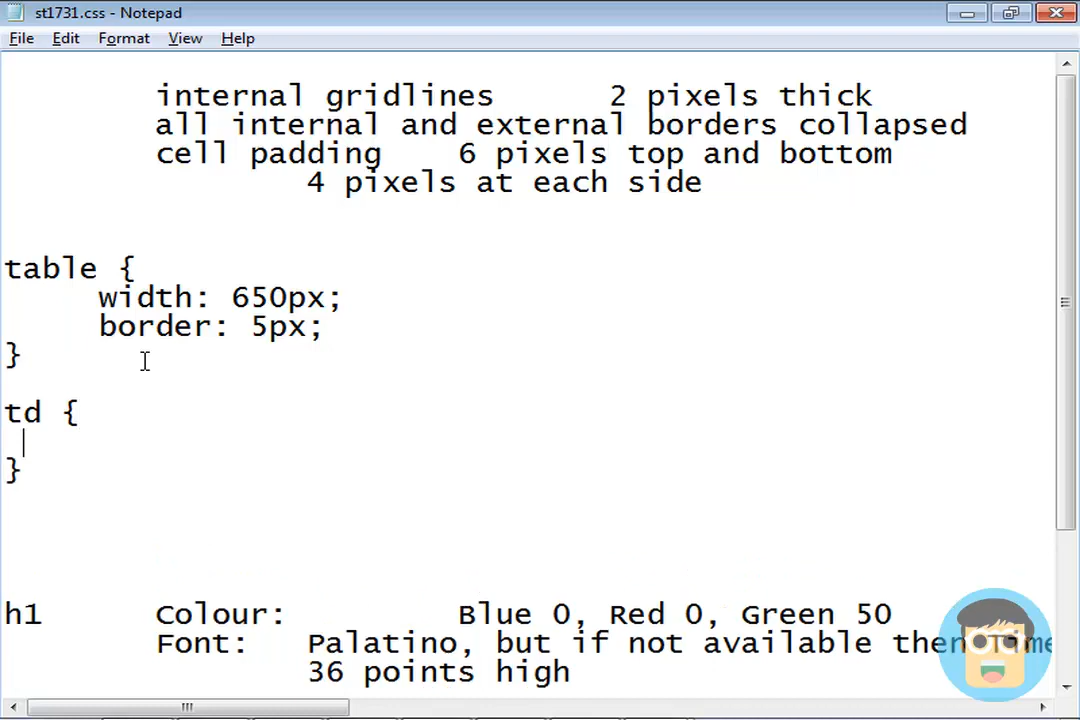 st1731.css - Notepad
File Edit Format View Help
internal gridlines 2 pixels thick
all internal and external borders collapsed
cell padding 6 pixels top and bottom
4 pixels at each side
table {
width: 650px;
border: 5px;
}
td {
}
h1 Colour: Blue 0, Red 0, Green 50
Font: Palatino, but if not available then
36 points high